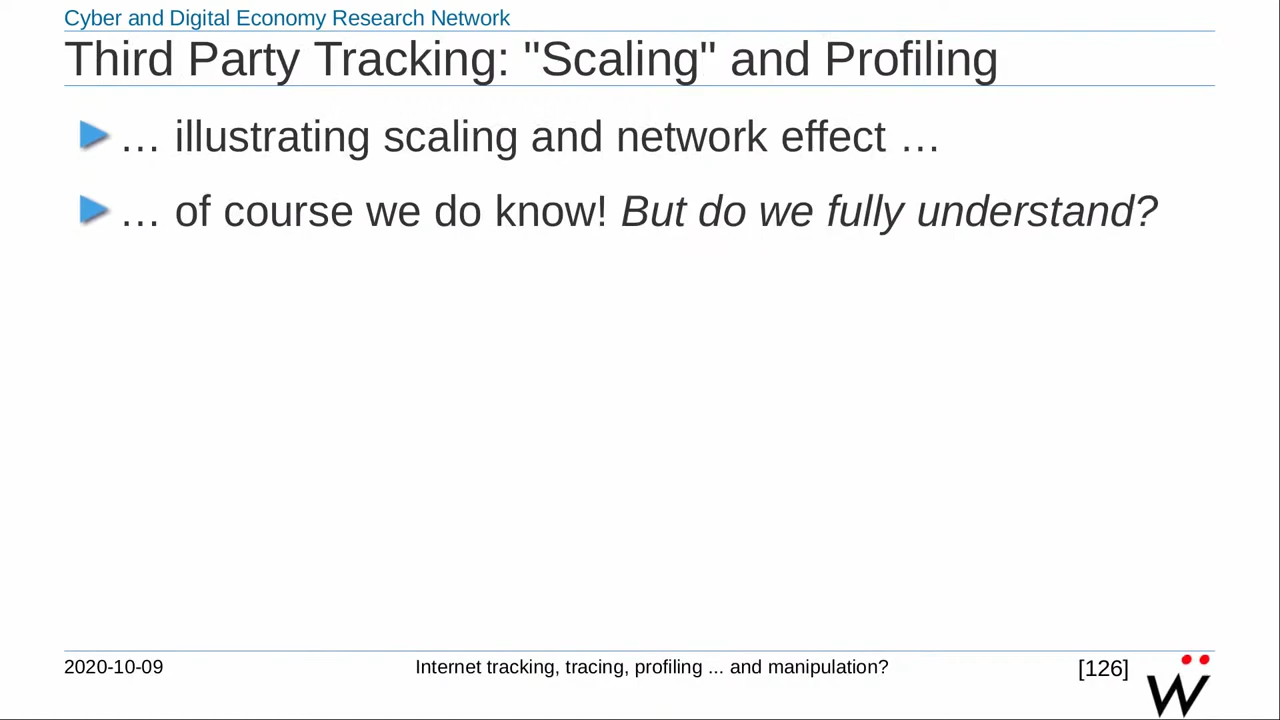 Cyber and Digital Economy Research Network
Third Party Tracking: "Scaling" and Profiling
… illustrating scaling and network effect …
… of course we do know! But do we fully understand?
2020-10-09
Internet tracking, tracing, profiling ... and manipulation?
[126]
Ẅ